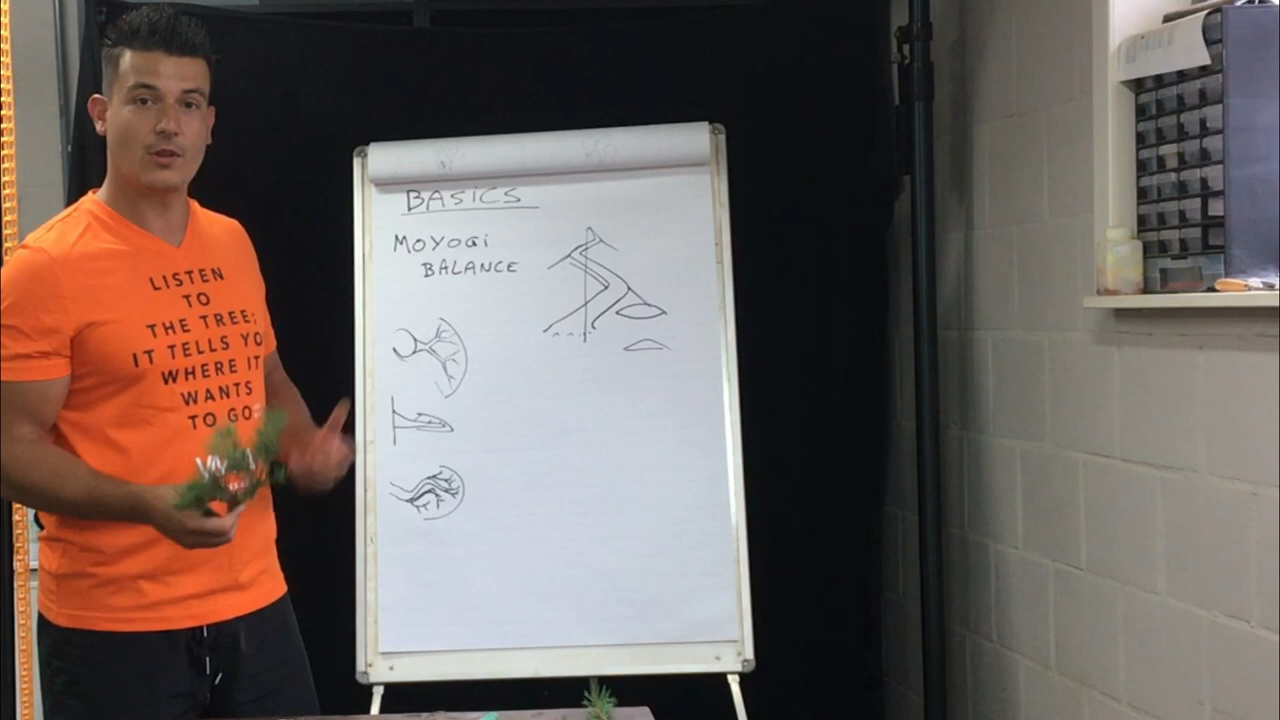 LISTEN
TO
THE TREE;
IT TELLS YO
WHERE IT
WANTS
TO GO
BASICS
MOYOGI
BALANCE